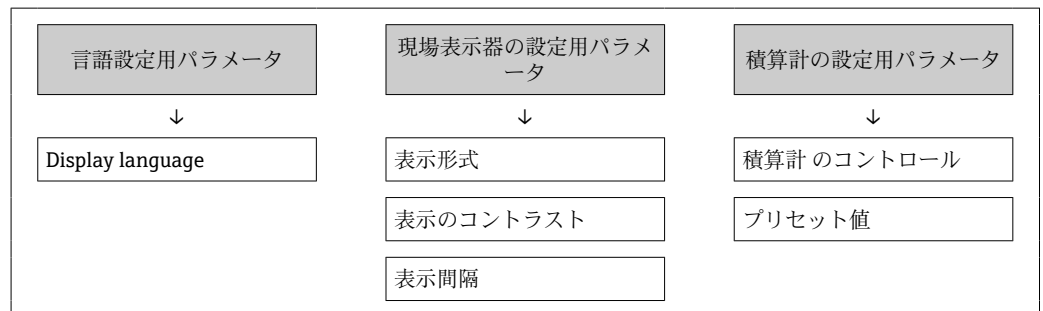 言語設定用パラメータ
↓
Display language
現場表示器の設定用パラメ
ータ
↓
表示形式
表示のコントラスト
表示間隔
積算計の設定用パラメータ
↓
積算計 のコントロール
プリセット値